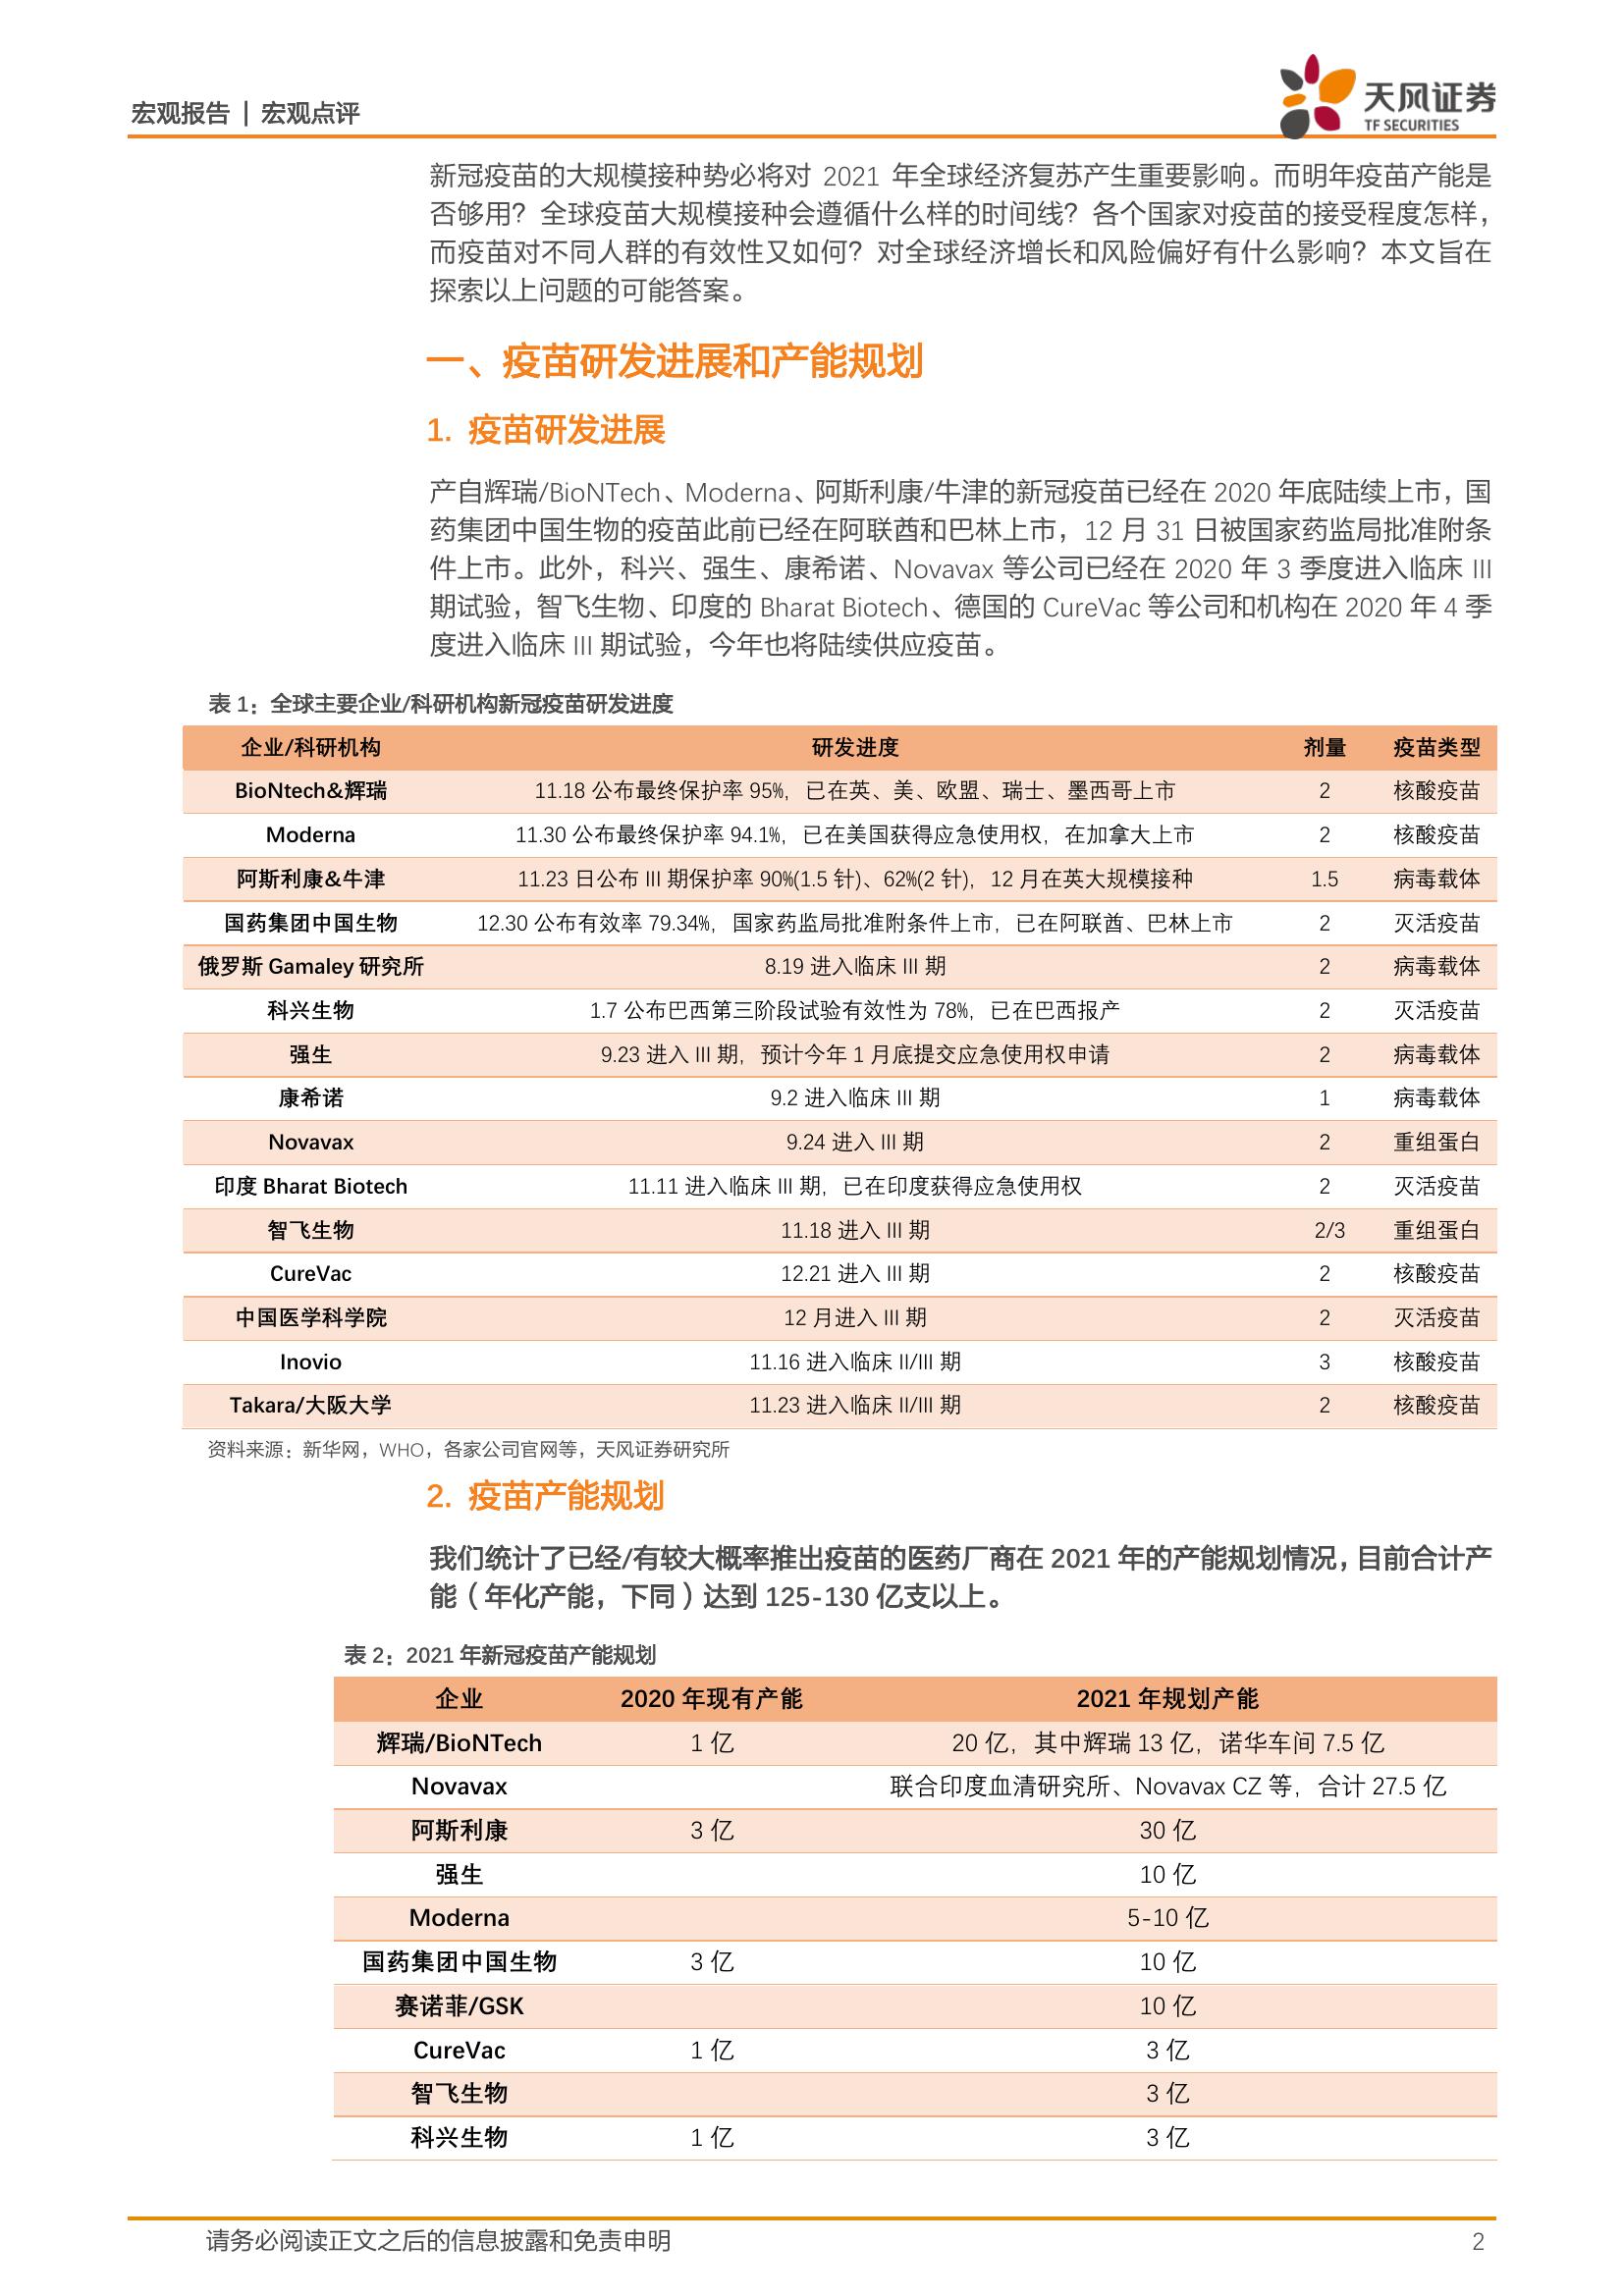 宏观报告 | 宏观点评
天风证券
TF SECURITIES
新冠疫苗的大规模接种势必将对 2021 年全球经济复苏产生重要影响。而明年疫苗产能是
否够用？全球疫苗大规模接种会遵循什么样的时间线？各个国家对疫苗的接受程度怎样，
而疫苗对不同人群的有效性又如何？对全球经济增长和风险偏好有什么影响？本文旨在
探索以上问题的可能答案。
一、疫苗研发进展和产能规划
1. 疫苗研发进展
产自辉瑞/BioNTech、Moderna、阿斯利康/牛津的新冠疫苗已经在 2020 年底陆续上市，国
药集团中国生物的疫苗此前已经在阿联酋和巴林上市，12 月 31 日被国家药监局批准附条
件上市。此外，科兴、强生、康希诺、Novavax 等公司已经在 2020 年 3 季度进入临床 III
期试验，智飞生物、印度的 Bharat Biotech、德国的 CureVac 等公司和机构在 2020 年 4 季
度进入临床 III 期试验，今年也将陆续供应疫苗。
表 1：全球主要企业/科研机构新冠疫苗研发进度
企业/科研机构 研发进度 剂量 疫苗类型
BioNtech&辉瑞 11.18 公布最终保护率 95%，已在英、美、欧盟、瑞士、墨西哥上市 2 核酸疫苗
Moderna 11.30 公布最终保护率 94.1%，已在美国获得应急使用权，在加拿大上市 2 核酸疫苗
阿斯利康&牛津 11.23 日公布 III 期保护率 90%(1.5 针)、62%(2 针)，12 月在英大规模接种 1.5 病毒载体
国药集团中国生物 12.30 公布有效率 79.34%，国家药监局批准附条件上市，已在阿联酋、巴林上市 2 灭活疫苗
俄罗斯 Gamaley 研究所 8.19 进入临床 III 期 2 病毒载体
科兴生物 1.7 公布巴西第三阶段试验有效性为 78%，已在巴西报产 2 灭活疫苗
强生 9.23 进入 III 期，预计今年 1 月底提交应急使用权申请 2 病毒载体
康希诺 9.2 进入临床 III 期 1 病毒载体
Novavax 9.24 进入 III 期 2 重组蛋白
印度 Bharat Biotech 11.11 进入临床 III 期，已在印度获得应急使用权 2 灭活疫苗
智飞生物 11.18 进入 III 期 2/3 重组蛋白
CureVac 12.21 进入 III 期 2 核酸疫苗
中国医学科学院 12 月进入 III 期 2 灭活疫苗
Inovio 11.16 进入临床 II/III 期 3 核酸疫苗
Takara/大阪大学 11.23 进入临床 II/III 期 2 核酸疫苗
资料来源：新华网，WHO，各家公司官网等，天风证券研究所
2. 疫苗产能规划
我们统计了已经/有较大概率推出疫苗的医药厂商在 2021 年的产能规划情况，目前合计产
能（年化产能，下同）达到 125-130 亿支以上。
表 2：2021 年新冠疫苗产能规划
企业 2020 年现有产能 2021 年规划产能
辉瑞/BioNTech 1 亿 20 亿，其中辉瑞 13 亿，诺华车间 7.5 亿
Novavax 联合印度血清研究所、Novavax CZ 等，合计 27.5 亿
阿斯利康 3 亿 30 亿
强生 10 亿
Moderna 5-10 亿
国药集团中国生物 3 亿 10 亿
赛诺菲/GSK 10 亿
CureVac 1 亿 3 亿
智飞生物 3 亿
科兴生物 1 亿 3 亿
请务必阅读正文之后的信息披露和免责申明 2